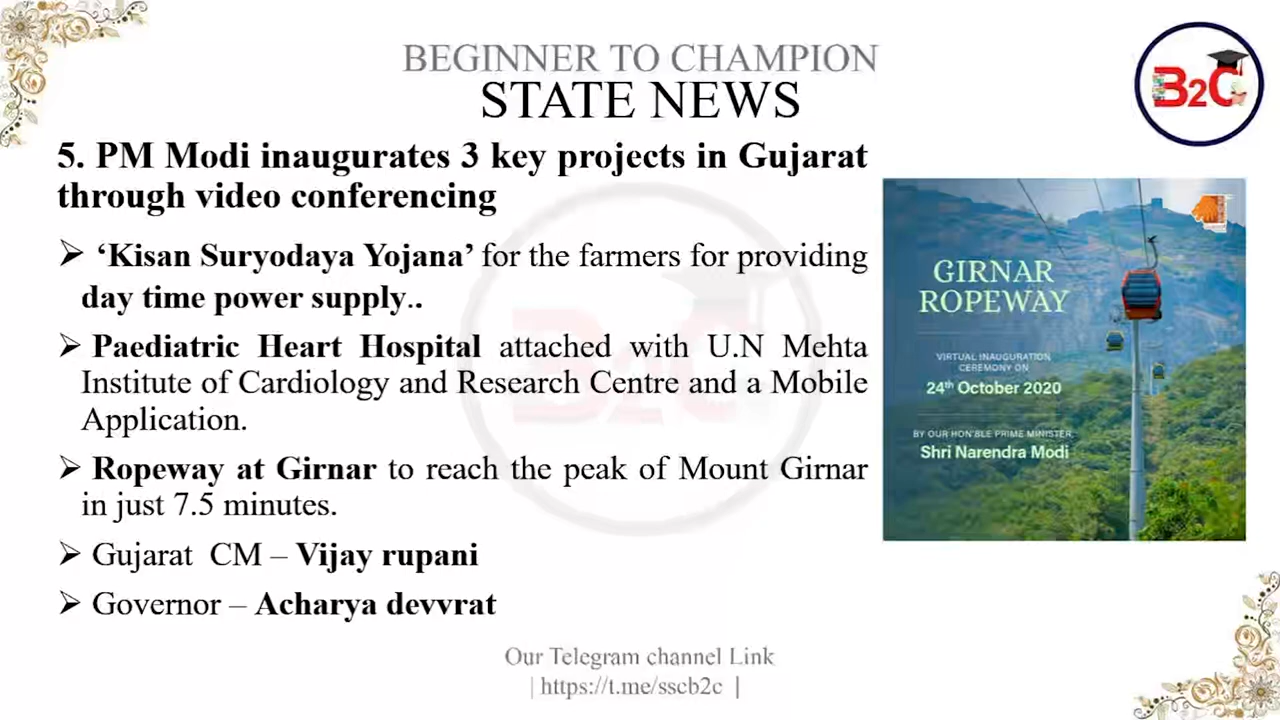 BEGINNER TO CHAMPION
STATE NEWS
B2C
5. PM Modi inaugurates 3 key projects in Gujarat
through video conferencing
➢ ‘Kisan Suryodaya Yojana’ for the farmers for providing
day time power supply..
➢ Paediatric Heart Hospital attached with U.N Mehta
Institute of Cardiology and Research Centre and a Mobile
Application.
➢ Ropeway at Girnar to reach the peak of Mount Girnar
in just 7.5 minutes.
➢ Gujarat CM – Vijay rupani
➢ Governor – Acharya devvrat
GIRNAR
ROPEWAY
VIRTUAL INAUGURATION
CEREMONY ON
24th October 2020
BY OUR HON'BLE PRIME MINISTER,
Shri Narendra Modi
B2C
Our Telegram channel Link
| https://t.me/sscb2c |